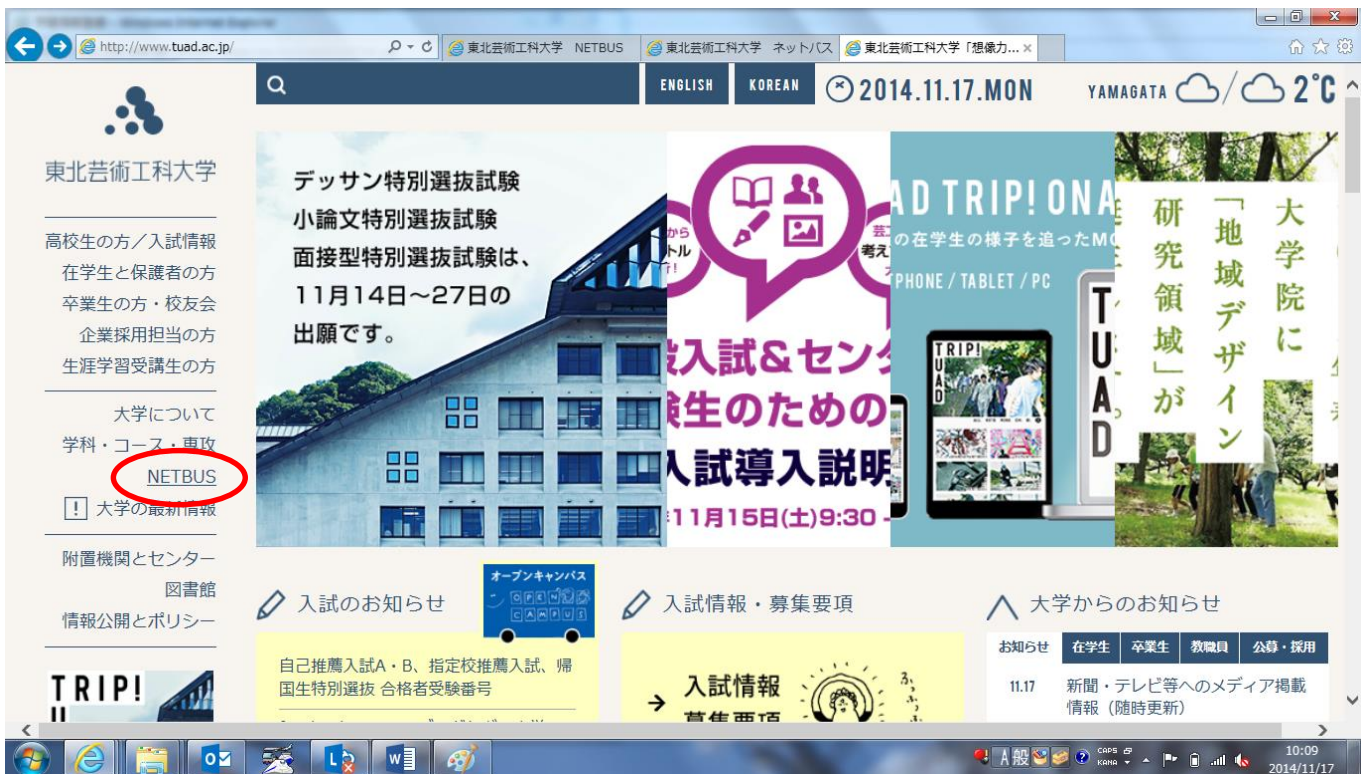 http://www.tuad.ac.jp/
東北芸術工科大学 NETBUS
東北芸術工科大学 ネットバス
東北芸術工科大学「想像力...
ENGLISH
KOREAN
2014.11.17.MON
YAMAGATA
2°C
東北芸術工科大学
高校生の方/入試情報
在学生と保護者の方
卒業生の方・校友会
企業採用担当の方
生涯学習受講生の方
大学について
学科・コース・専攻
NETBUS
大学の最新情報
附置機関とセンター
図書館
情報公開とポリシー
TRIP!
デッサン特別選抜試験
小論文特別選抜試験
面接型特別選抜試験は、
11月14日~27日の
出願です。
から
トル
考え
入試&セン
生のための
入試導入説明
11月15日(土)9:30 -
AD TRIP! ONA
の在学生の様子を追った
PHONE / TABLET / PC
TRIP!
TUAD
TUAD
大学院に
「地域デザイン
研究領域」が
入試のお知らせ
オープンキャンパス
OPEN
CAMPUS
自己推薦入試A・B、指定校推薦入試、帰
国生特別選抜 合格者受験番号
入試情報・募集要項
入試情報
募集要項
大学からのお知らせ
お知らせ
在学生
卒業生
教職員
公募・採用
11.17
新聞・テレビ等へのメディア掲載
情報(随時更新)
A 般
CAPS
KANA
10:09
2014/11/17